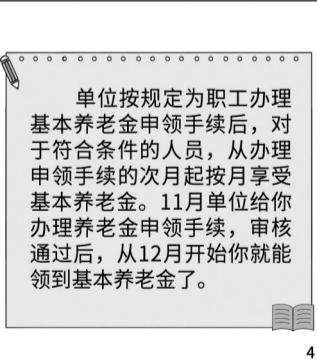 单位按规定为职工办理
基本养老金申领手续后，对
于符合条件的人员，从办理
申领手续的次月起按月享受
基本养老金。11月单位给你
办理养老金申领手续，审核
通过后，从12月开始你就能
领到基本养老金了。
4